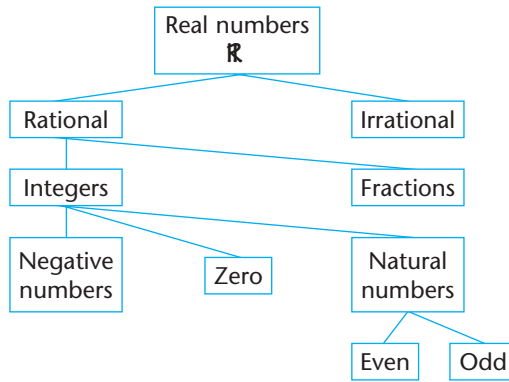 Real numbers
ℝ
Rational
Irrational
Integers
Fractions
Negative
numbers
Zero
Natural
numbers
Even
Odd